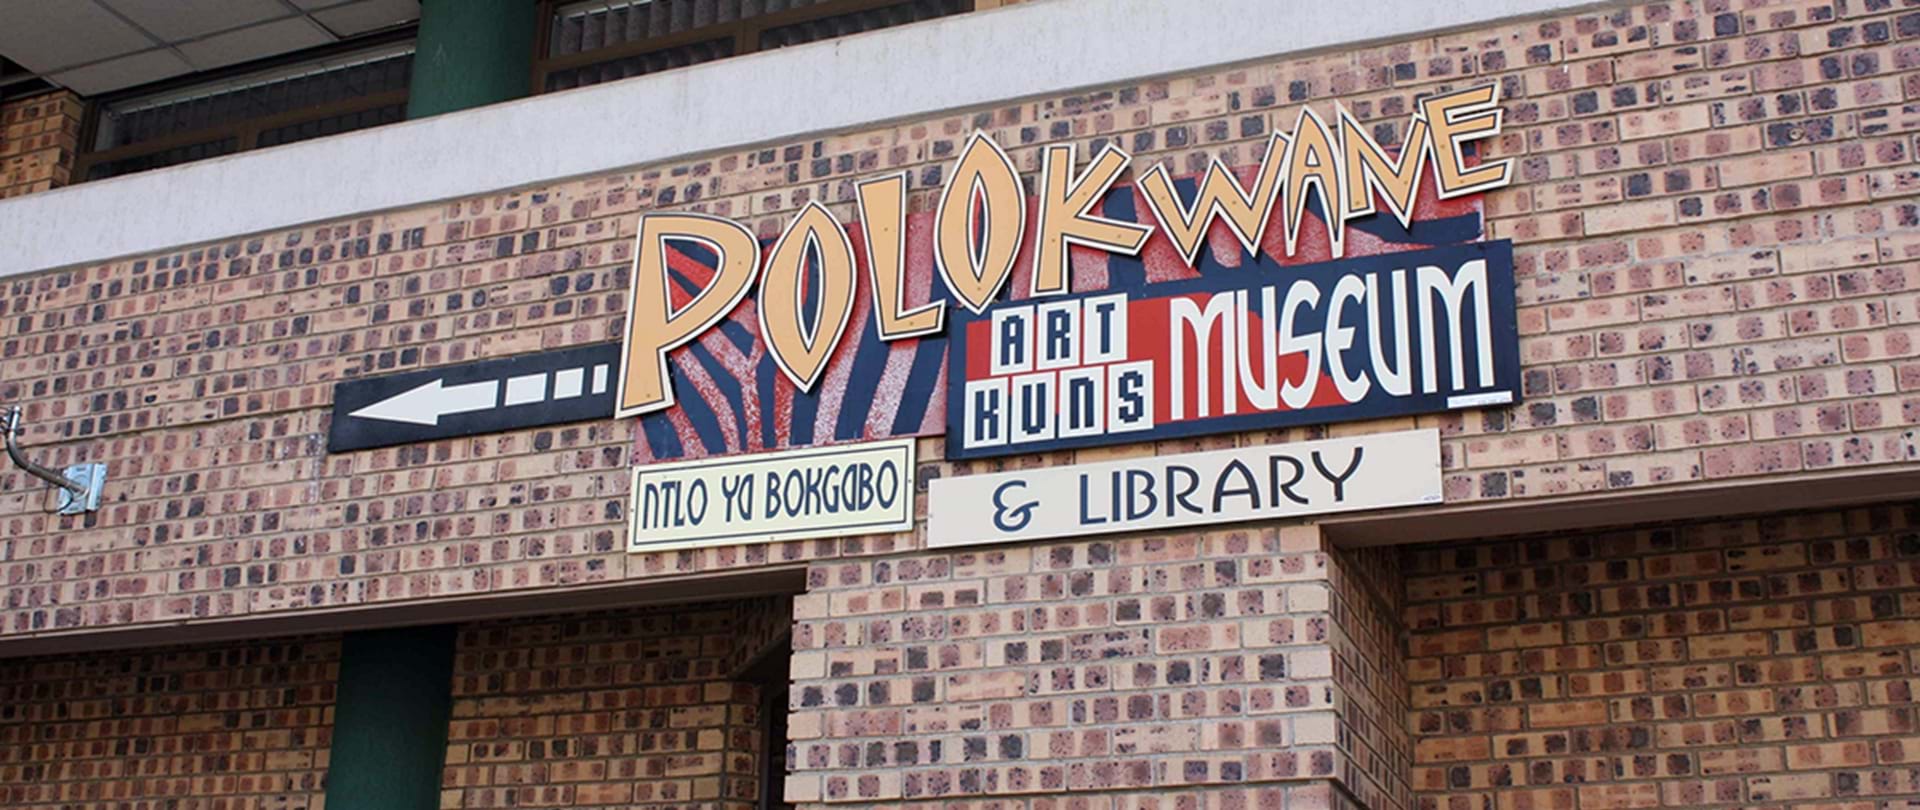 POLOKWANE
ART
KUNS
MUSEUM
NTLO YA BOKGABO
& LIBRARY